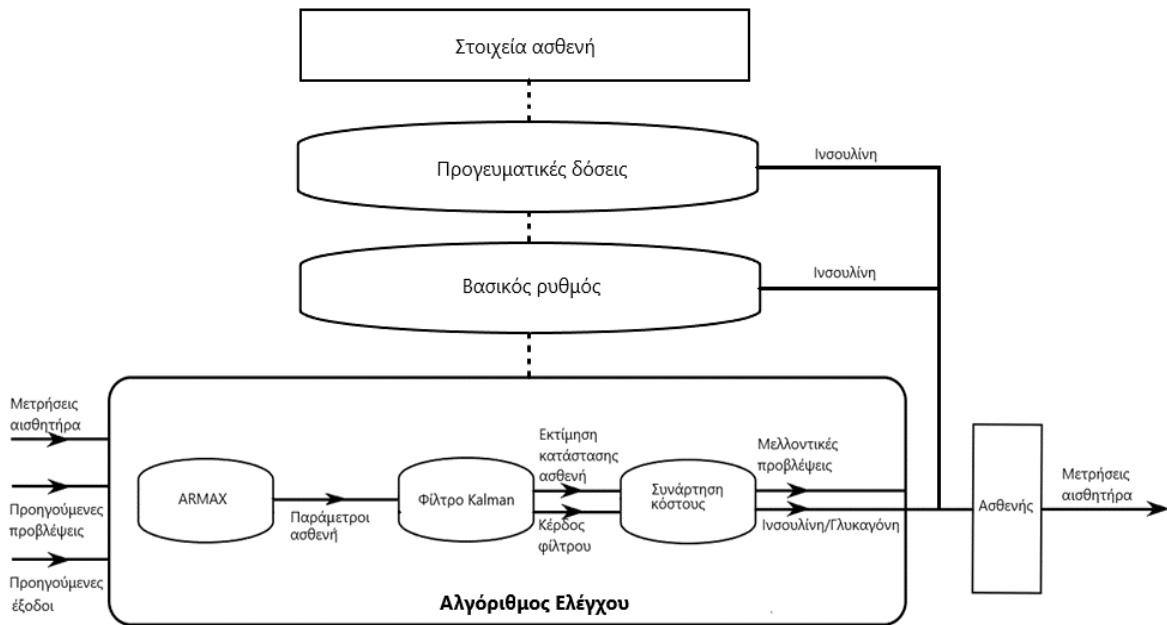 Στοιχεία ασθενή
Προγευματικές δόσεις
Ινσουλίνη
Βασικός ρυθμός
Ινσουλίνη
Μετρήσεις
αισθητήρα
Προηγούμενες
προβλέψεις
Προηγούμενες
έξοδοι
ARMAX
Παράμετροι
ασθενή
Φίλτρο Kalman
Εκτίμηση
κατάστασης
ασθενή
Κέρδος
φίλτρου
Συνάρτηση
κόστους
Μελλοντικές
προβλέψεις
Ινσουλίνη/Γλυκαγόνη
Αλγόριθμος Ελέγχου
Ασθενής
Μετρήσεις
αισθητήρα